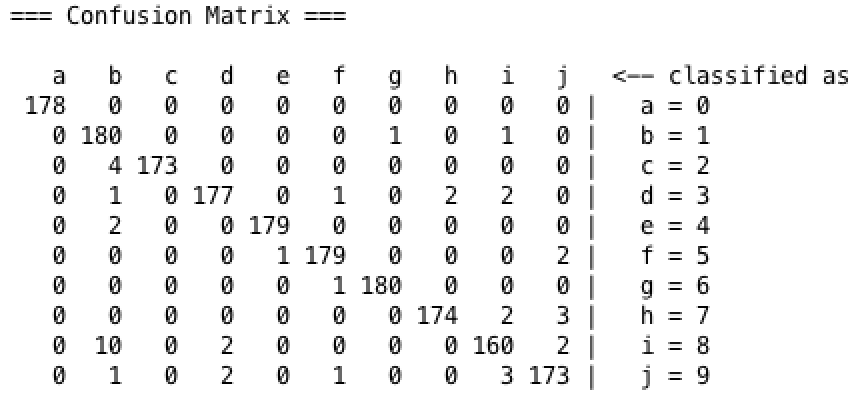 === Confusion Matrix ===
a b c d e f g h i j <-- classified as
178 0 0 0 0 0 0 0 0 0 | a = 0
0 180 0 0 0 0 1 0 1 0 | b = 1
0 4 173 0 0 0 0 0 0 0 | c = 2
0 1 0 177 0 1 0 2 2 0 | d = 3
0 2 0 0 179 0 0 0 0 0 | e = 4
0 0 0 0 1 179 0 0 0 2 | f = 5
0 0 0 0 0 1 180 0 0 0 | g = 6
0 0 0 0 0 0 0 174 2 3 | h = 7
0 10 0 2 0 0 0 0 160 2 | i = 8
0 1 0 2 0 1 0 0 3 173 | j = 9